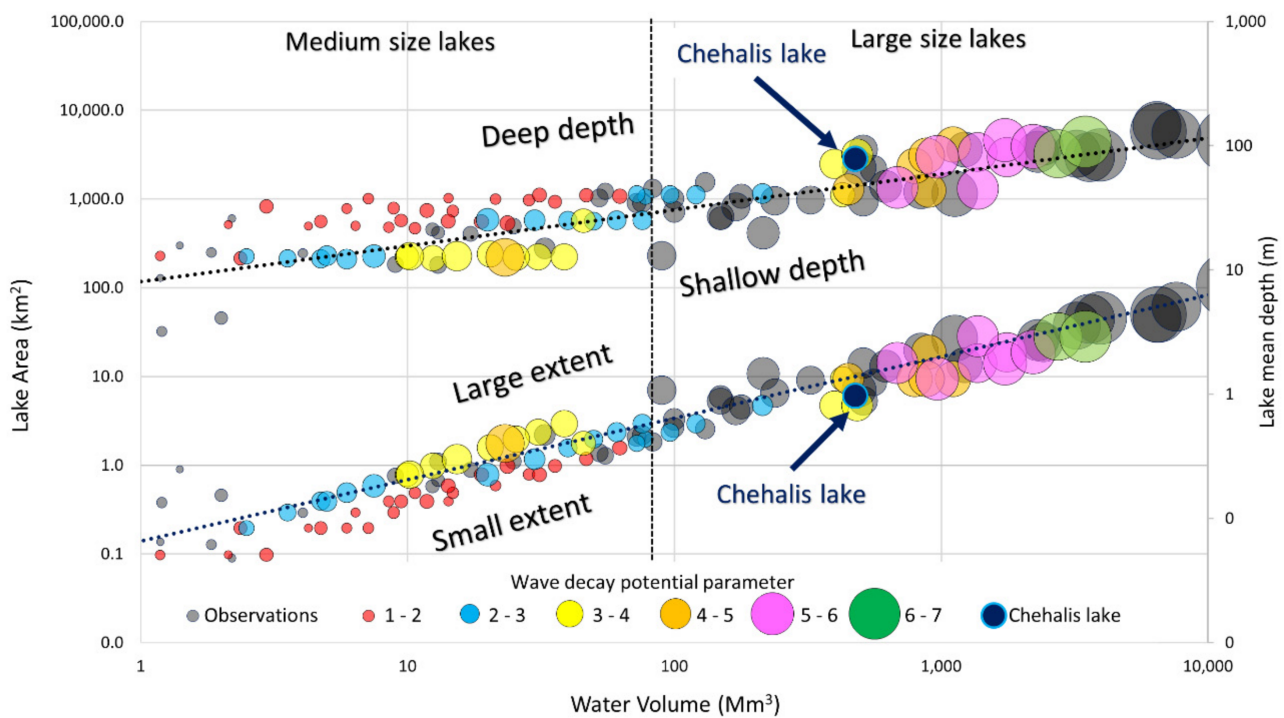 100,000.0
10,000.0
1,000.0
100.0
10.0
1.0
0.1
0.0
Lake Area (km²)
Medium size lakes
Large size lakes
Chehalis lake
Deep depth
Shallow depth
Large extent
Small extent
Chehalis lake
Wave decay potential parameter
Observations 1 - 2 2 - 3 3 - 4 4 - 5 5 - 6 6 - 7 Chehalis lake
1,000
100
10
1
0
0
Lake mean depth (m)
1 10 100 1,000 10,000
Water Volume (Mm³)